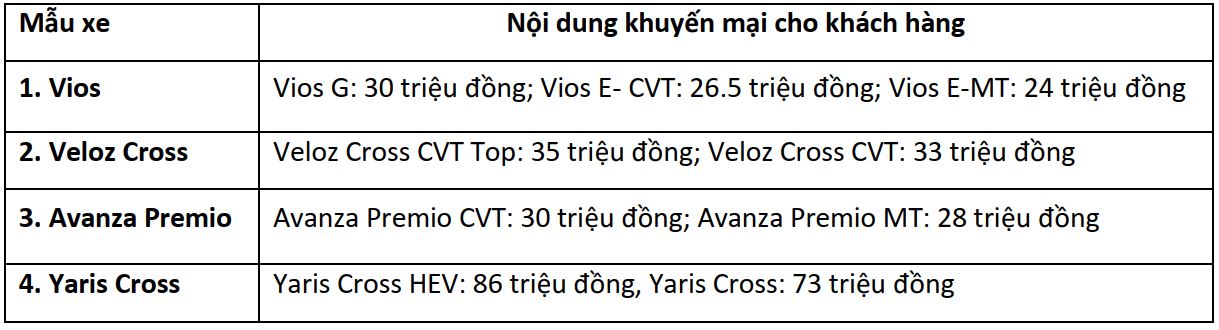 Mẫu xe Nội dung khuyến mại cho khách hàng
1. Vios Vios G: 30 triệu đồng; Vios E- CVT: 26.5 triệu đồng; Vios E-MT: 24 triệu đồng
2. Veloz Cross Veloz Cross CVT Top: 35 triệu đồng; Veloz Cross CVT: 33 triệu đồng
3. Avanza Premio Avanza Premio CVT: 30 triệu đồng; Avanza Premio MT: 28 triệu đồng
4. Yaris Cross Yaris Cross HEV: 86 triệu đồng, Yaris Cross: 73 triệu đồng